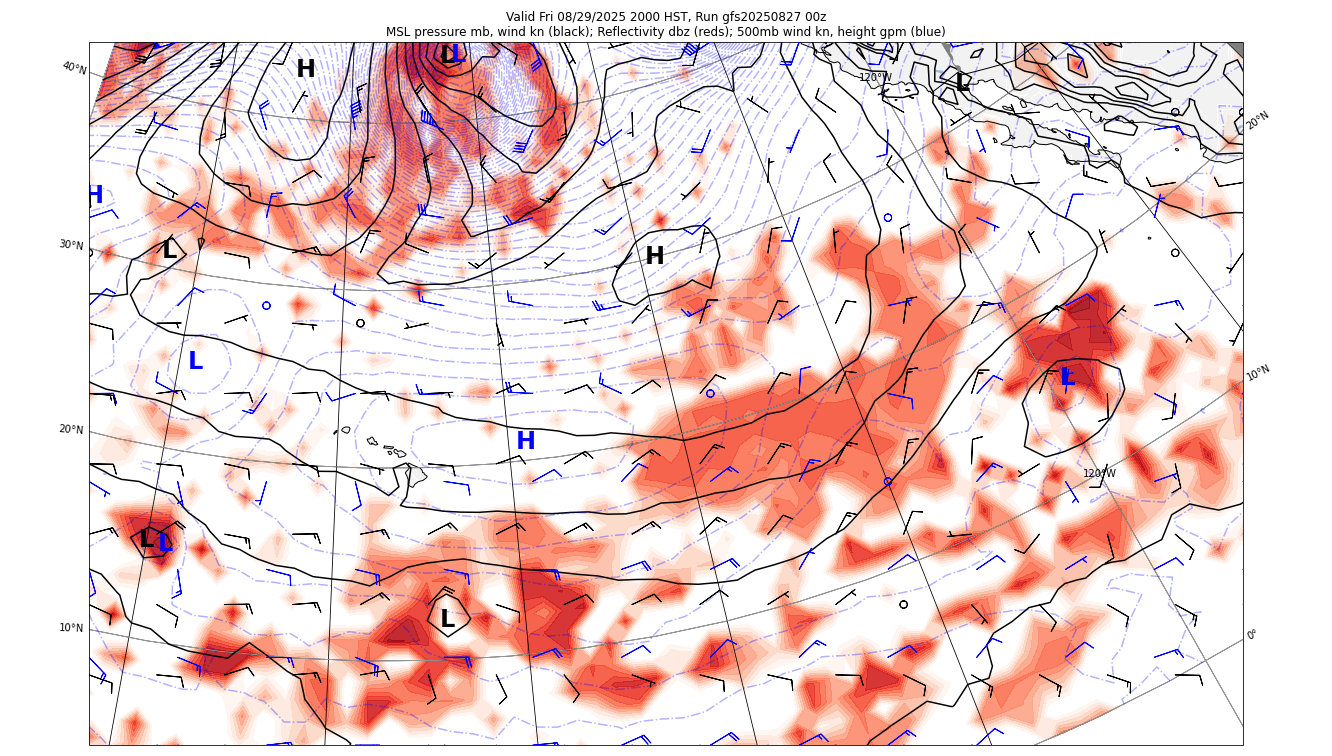 Valid Fri 08/29/2025 2000 HST, Run gfs20250827 00z
MSL pressure mb, wind kn (black); Reflectivity dbz (reds); 500mb wind kn, height gpm (blue)
L L
H
40°N
120°W
L
20°N
H
30°N
L
H
L
L
10°N
20°N
H
120°W
L L
L
10°N
0°